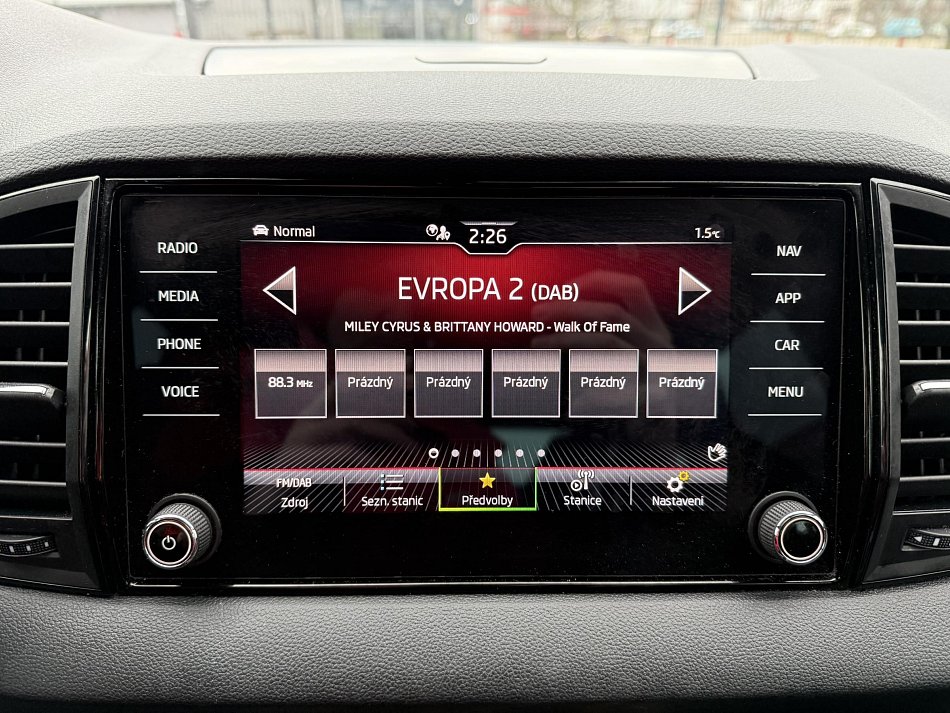 RADIO
MEDIA
PHONE
VOICE
Normal
2:26
1.5°C
EVROPA 2 (DAB)
MILEY CYRUS & BRITTANY HOWARD - Walk Of Fame
88.3 MHz
Prázdný
Prázdný
Prázdný
Prázdný
Prázdný
FM/DAB
Zdroj
Sezn. stanic
Předvolby
Stanice
Nastavení
NAV
APP
CAR
MENU